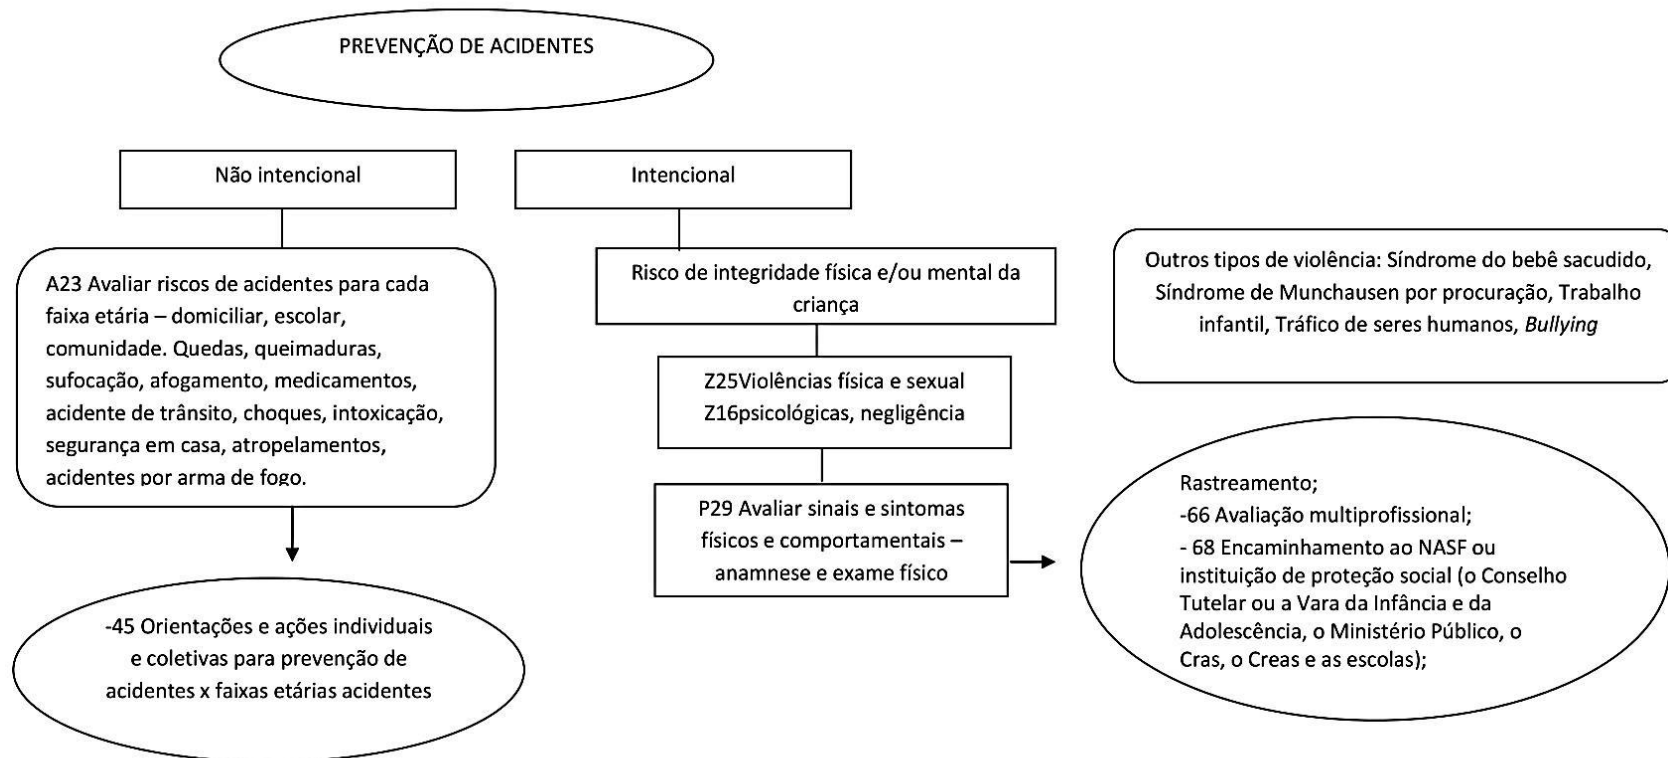 PREVENÇÃO DE ACIDENTES
Não intencional
Intencional
A23 Avaliar riscos de acidentes para cada
faixa etária – domiciliar, escolar,
comunidade. Quedas, queimaduras,
sufocação, afogamento, medicamentos,
acidente de trânsito, choques, intoxicação,
segurança em casa, atropelamentos,
acidentes por arma de fogo.
-45 Orientações e ações individuais
e coletivas para prevenção de
acidentes x faixas etárias acidentes
Risco de integridade física e/ou mental da
criança
Z25Violências física e sexual
Z16psicológicas, negligência
P29 Avaliar sinais e sintomas
físicos e comportamentais –
anamnese e exame físico
Outros tipos de violência: Síndrome do bebê sacudido,
Síndrome de Munchausen por procuração, Trabalho
infantil, Tráfico de seres humanos, Bullying
Rastreamento;
-66 Avaliação multiprofissional;
- 68 Encaminhamento ao NASF ou
instituição de proteção social (o Conselho
Tutelar ou a Vara da Infância e da
Adolescência, o Ministério Público, o
Cras, o Creas e as escolas);